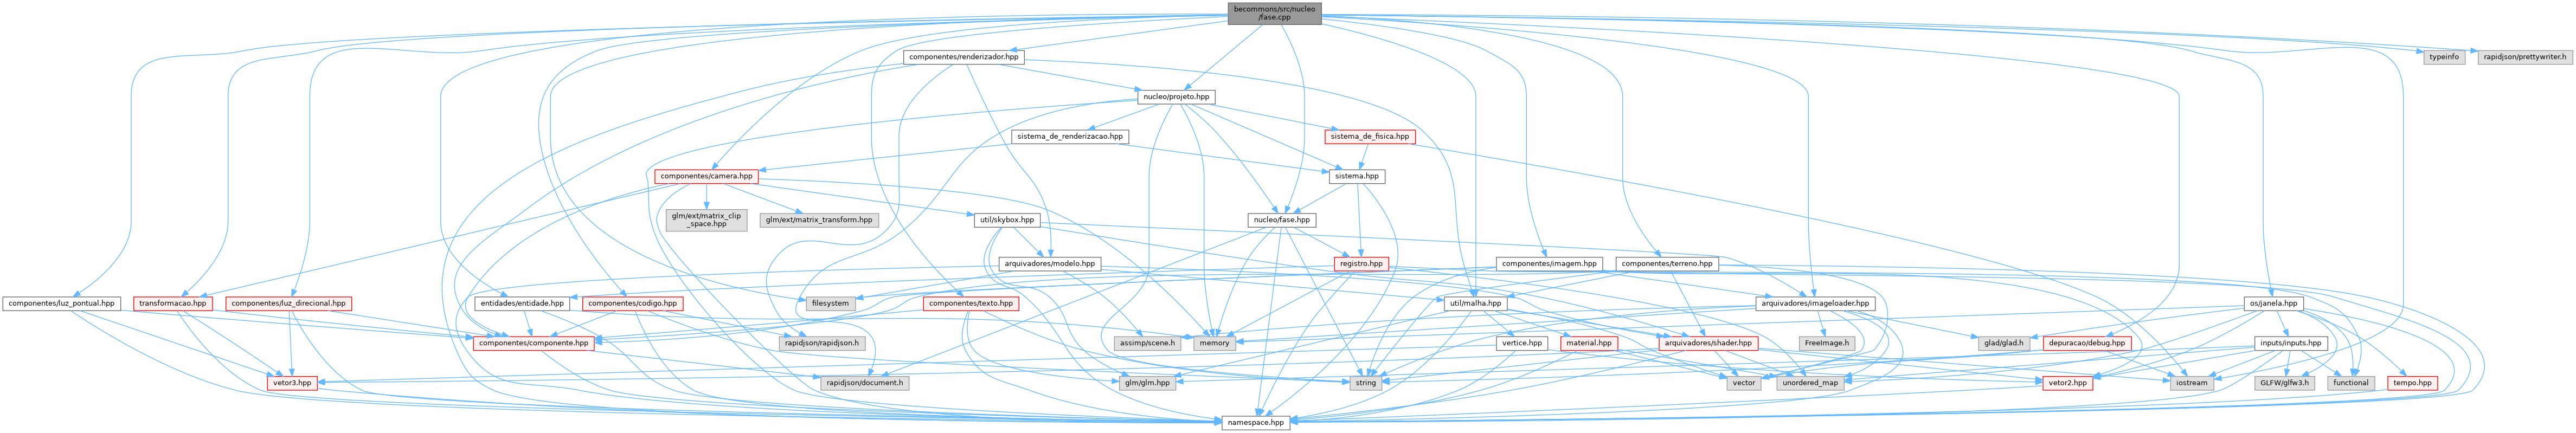 becommons/src/nucleo
/fase.cpp
componentes/renderizador.hpp
typeinfo
rapidjson/prettywriter.h
nucleo/projeto.hpp
sistema_de_renderizacao.hpp
sistema_de_fisica.hpp
componentes/camera.hpp
sistema.hpp
glm/ext/matrix_clip
_space.hpp
glm/ext/matrix_transform.hpp
util/skybox.hpp
nucleo/fase.hpp
arquivadores/modelo.hpp
registro.hpp
componentes/imagem.hpp
componentes/terreno.hpp
componentes/luz_pontual.hpp
transformacao.hpp
componentes/luz_direcional.hpp
entidades/entidade.hpp
componentes/codigo.hpp
filesystem
componentes/texto.hpp
util/malha.hpp
arquivadores/imageloader.hpp
os/janela.hpp
componentes/componente.hpp
rapidjson/rapidjson.h
assimp/scene.h
memory
vertice.hpp
material.hpp
arquivadores/shader.hpp
FreeImage.h
glad/glad.h
depuracao/debug.hpp
inputs/inputs.hpp
vetor3.hpp
rapidjson/document.h
glm/glm.hpp
string
vector
unordered_map
vetor2.hpp
iostream
GLFW/glfw3.h
functional
tempo.hpp
namespace.hpp